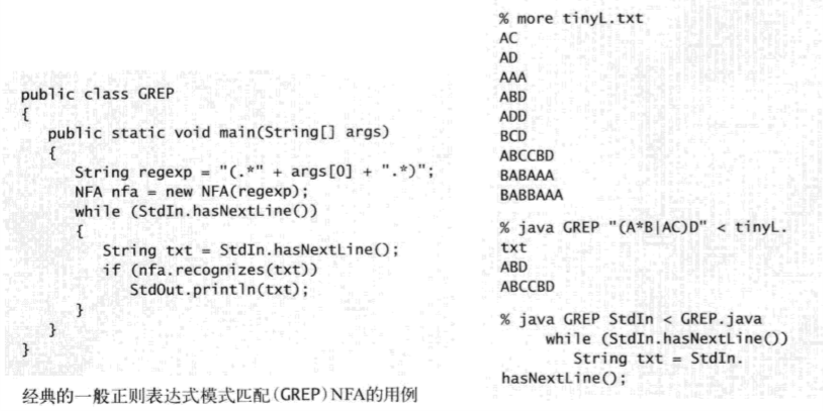 public class GREP
{
public static void main(String[] args)
{
String regexp = "(.*" + args[0] + ".*)";
NFA nfa = new NFA(regexp);
while (StdIn.hasNextLine())
{
String txt = StdIn.hasNextLine();
if (nfa.recognizes(txt))
StdOut.println(txt);
}
}
}
经典的一般正则表达式模式匹配(GREP)NFA的用例
% more tinyL.txt
AC
AD
AAA
ABD
ADD
BCD
ABCCBD
BABAAA
BABBAAA
% java GREP "(A*B|AC)D" < tinyL.
txt
ABD
ABCCBD
% java GREP StdIn < GREP.java
while (StdIn.hasNextLine())
String txt = StdIn.
hasNextLine();